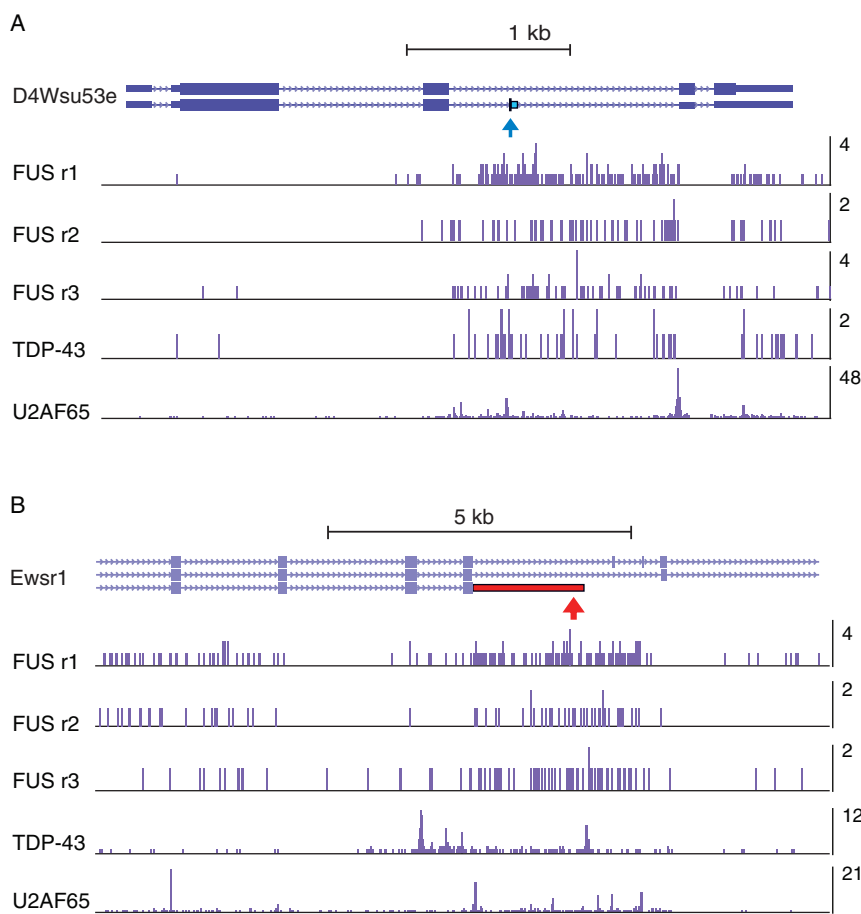 A
1 kb
D4Wsu53e
FUS r1
4
FUS r2
2
FUS r3
4
TDP-43
2
U2AF65
48
B
5 kb
Ewsr1
FUS r1
4
FUS r2
2
FUS r3
2
TDP-43
12
U2AF65
21